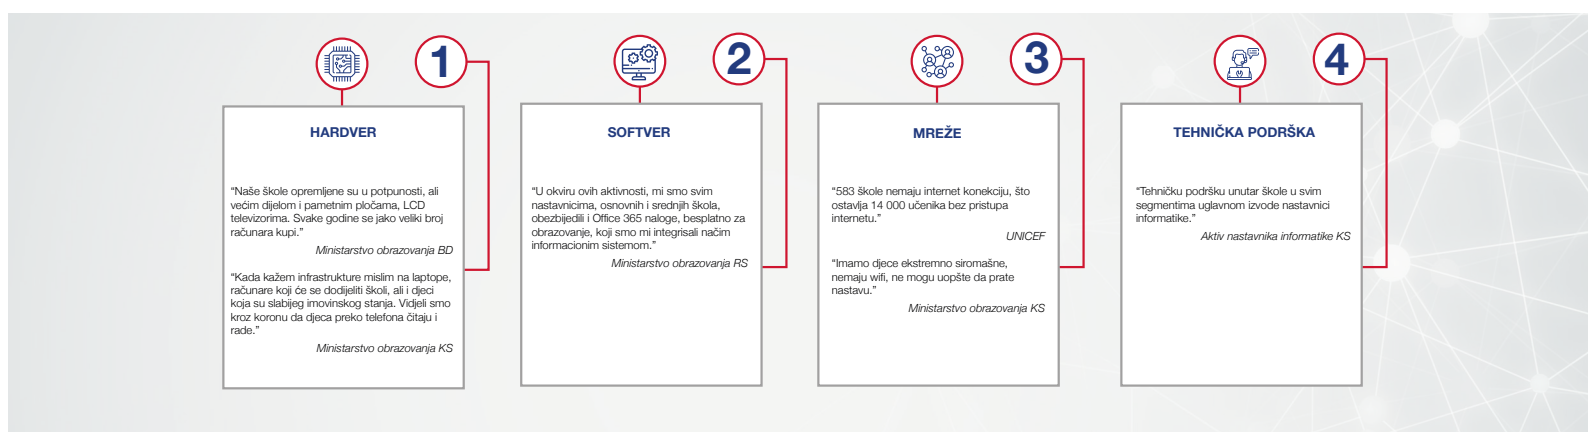 1
HARDVER
“Naše škole opremljene su u potpunosti, ali
većim dijelom i pametnim pločama, LCD
televizorima. Svake godine se jako veliki broj
računara kupi.”
Ministarstvo obrazovanja BD
“Kada kažem infrastrukture mislim na laptope,
računare koji će se dodijeliti školi, ali i djeci
koja su slabijeg imovinskog stanja. Vidjeli smo
kroz koronu da djeca preko telefona čitaju i
rade.”
Ministarstvo obrazovanja KS
2
SOFTVER
“U okviru ovih aktivnosti, mi smo svim
nastavnicima, osnovnih i srednjih škola,
obezbijedili i Office 365 naloge, besplatno za
obrazovanje, koji smo mi integrisali načim
informacionim sistemom.”
Ministarstvo obrazovanja RS
3
MREŽE
“583 škole nemaju internet konekciju, što
ostavlja 14 000 učenika bez pristupa
internetu.”
UNICEF
“Imamo djece ekstremno siromašne,
nemaju wifi, ne mogu uopšte da prate
nastavu.”
Ministarstvo obrazovanja KS
4
TEHNIČKA PODRŠKA
“Tehničku podršku unutar škole u svim
segmentima uglavnom izvode nastavnici
informatike.”
Aktiv nastavnika informatike KS